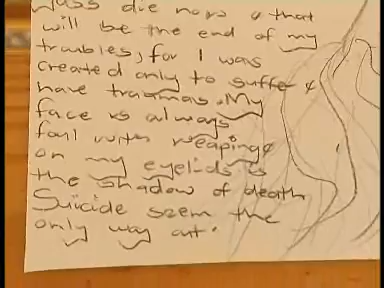 die now & that
will be the end of my
troubles, for I was
created only to suffer &
have traumas. My
face is always
foul with weeping &
on my eyelids is
the shadow of death
Suicide seem the
only way out.